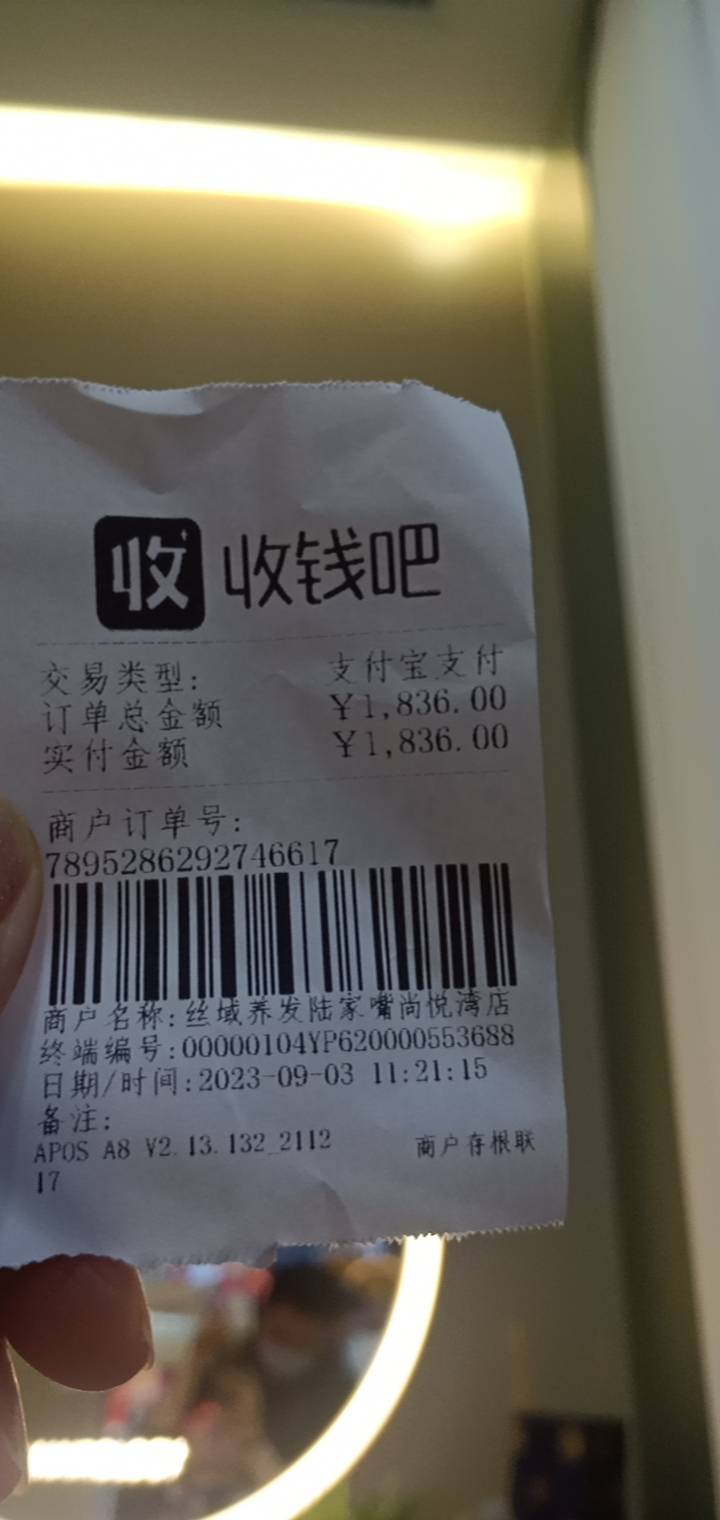 收 收钱吧
交易类型: 支付宝支付
订单总金额 ¥1,836.00
实付金额 ¥1,836.00
商户订单号:
7895286292746617
商户名称:丝域养发陆家嘴尚悦湾店
终端编号:00000104YP620000553688
日期/时间:2023-09-03 11:21:15
备注:
APOS A8 V2.13.132_2112 商户存根联
17